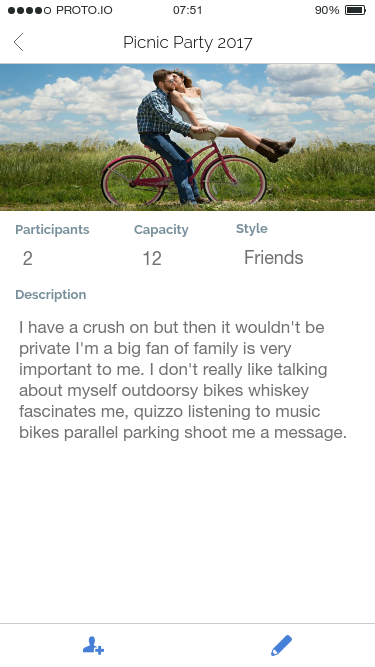 PROTO.IO 07:51 90%
Picnic Party 2017
Participants Capacity Style
2 12 Friends
Description
I have a crush on but then it wouldn't be
private I'm a big fan of family is very
important to me. I don't really like talking
about myself outdoorsy bikes whiskey
fascinates me, quizzo listening to music
bikes parallel parking shoot me a message.